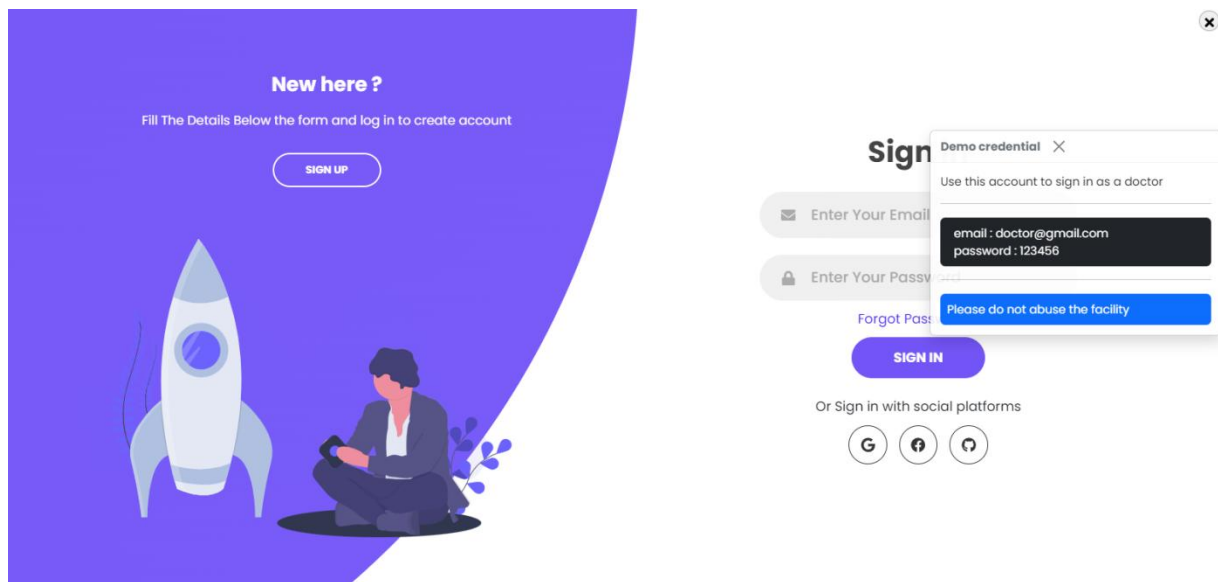 New here ?
Fill The Details Below the form and log in to create account
SIGN UP
Sign
Demo credential
Use this account to sign in as a doctor
Enter Your Email
email : doctor@gmail.com
password : 123456
Enter Your Password
Please do not abuse the facility
Forgot Pass
SIGN IN
Or Sign in with social platforms